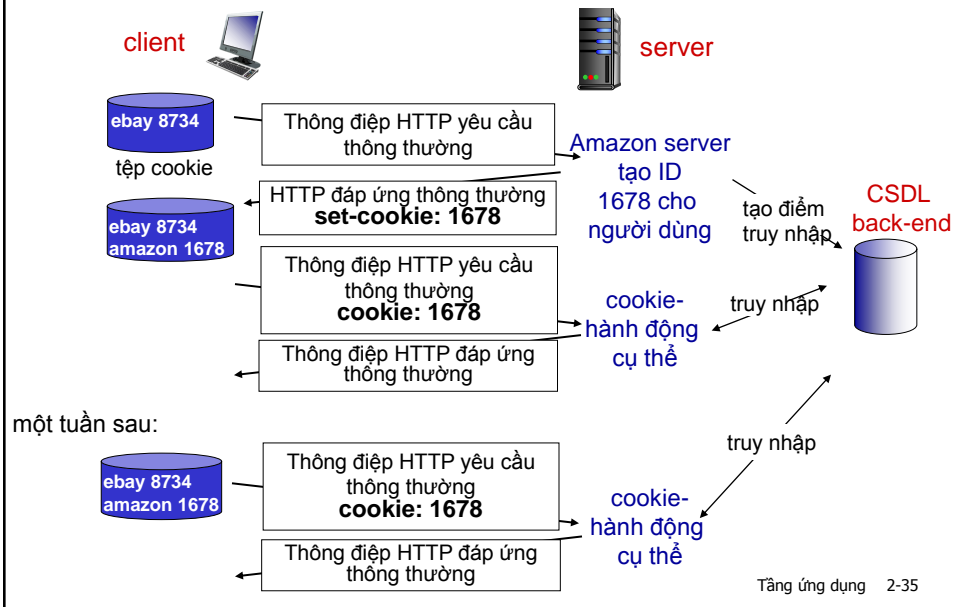 client
server
ebay 8734
tệp cookie
Thông điệp HTTP yêu cầu
thông thường
Amazon server
tạo ID
1678 cho
người dùng
HTTP đáp ứng thông thường
set-cookie: 1678
ebay 8734
amazon 1678
tạo điểm
truy nhập
CSDL
back-end
Thông điệp HTTP yêu cầu
thông thường
cookie: 1678
cookie-
hành động
cụ thể
truy nhập
Thông điệp HTTP đáp ứng
thông thường
một tuần sau:
truy nhập
ebay 8734
amazon 1678
Thông điệp HTTP yêu cầu
thông thường
cookie: 1678
cookie-
hành động
cụ thể
Thông điệp HTTP đáp ứng
thông thường
Tầng ứng dụng 2-35